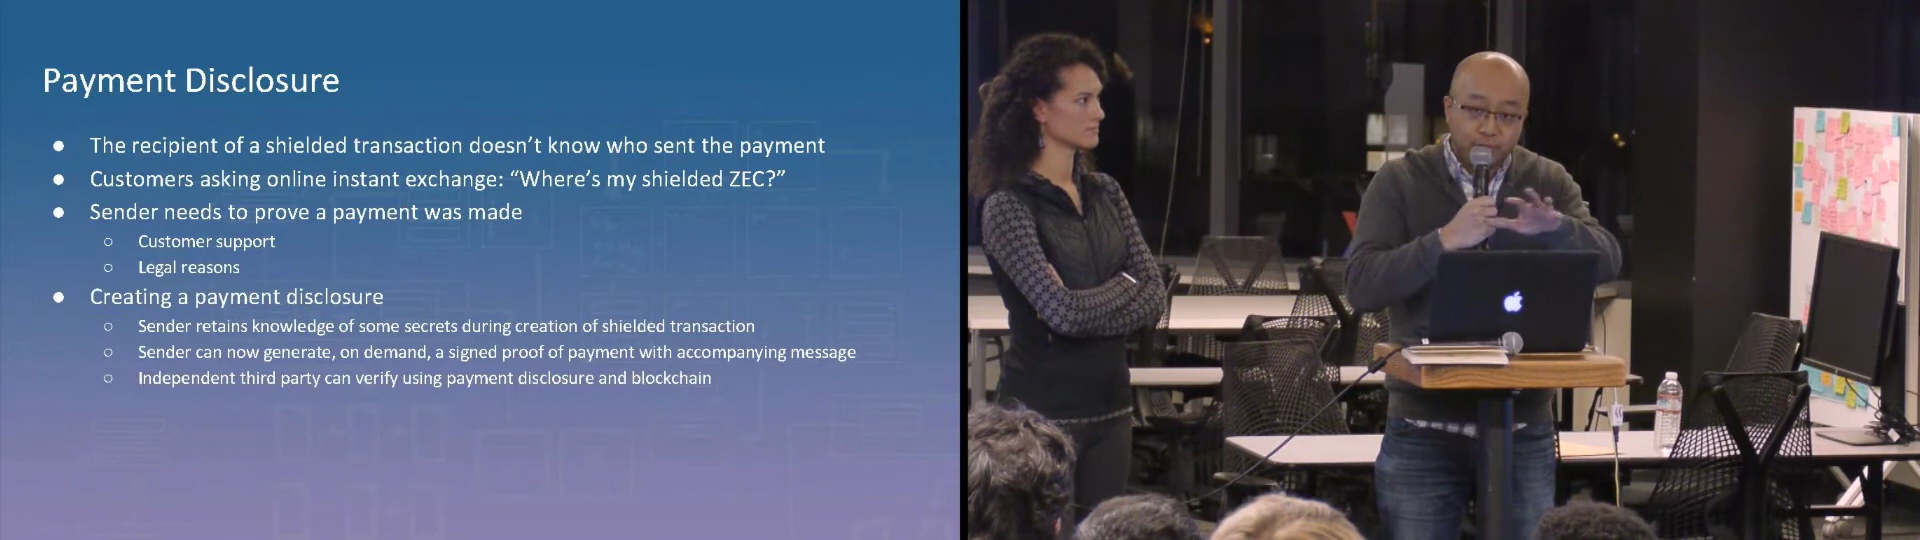 Payment Disclosure
● The recipient of a shielded transaction doesn’t know who sent the payment
● Customers asking online instant exchange: “Where’s my shielded ZEC?”
● Sender needs to prove a payment was made
○ Customer support
○ Legal reasons
● Creating a payment disclosure
○ Sender retains knowledge of some secrets during creation of shielded transaction
○ Sender can now generate, on demand, a signed proof of payment with accompanying message
○ Independent third party can verify using payment disclosure and blockchain